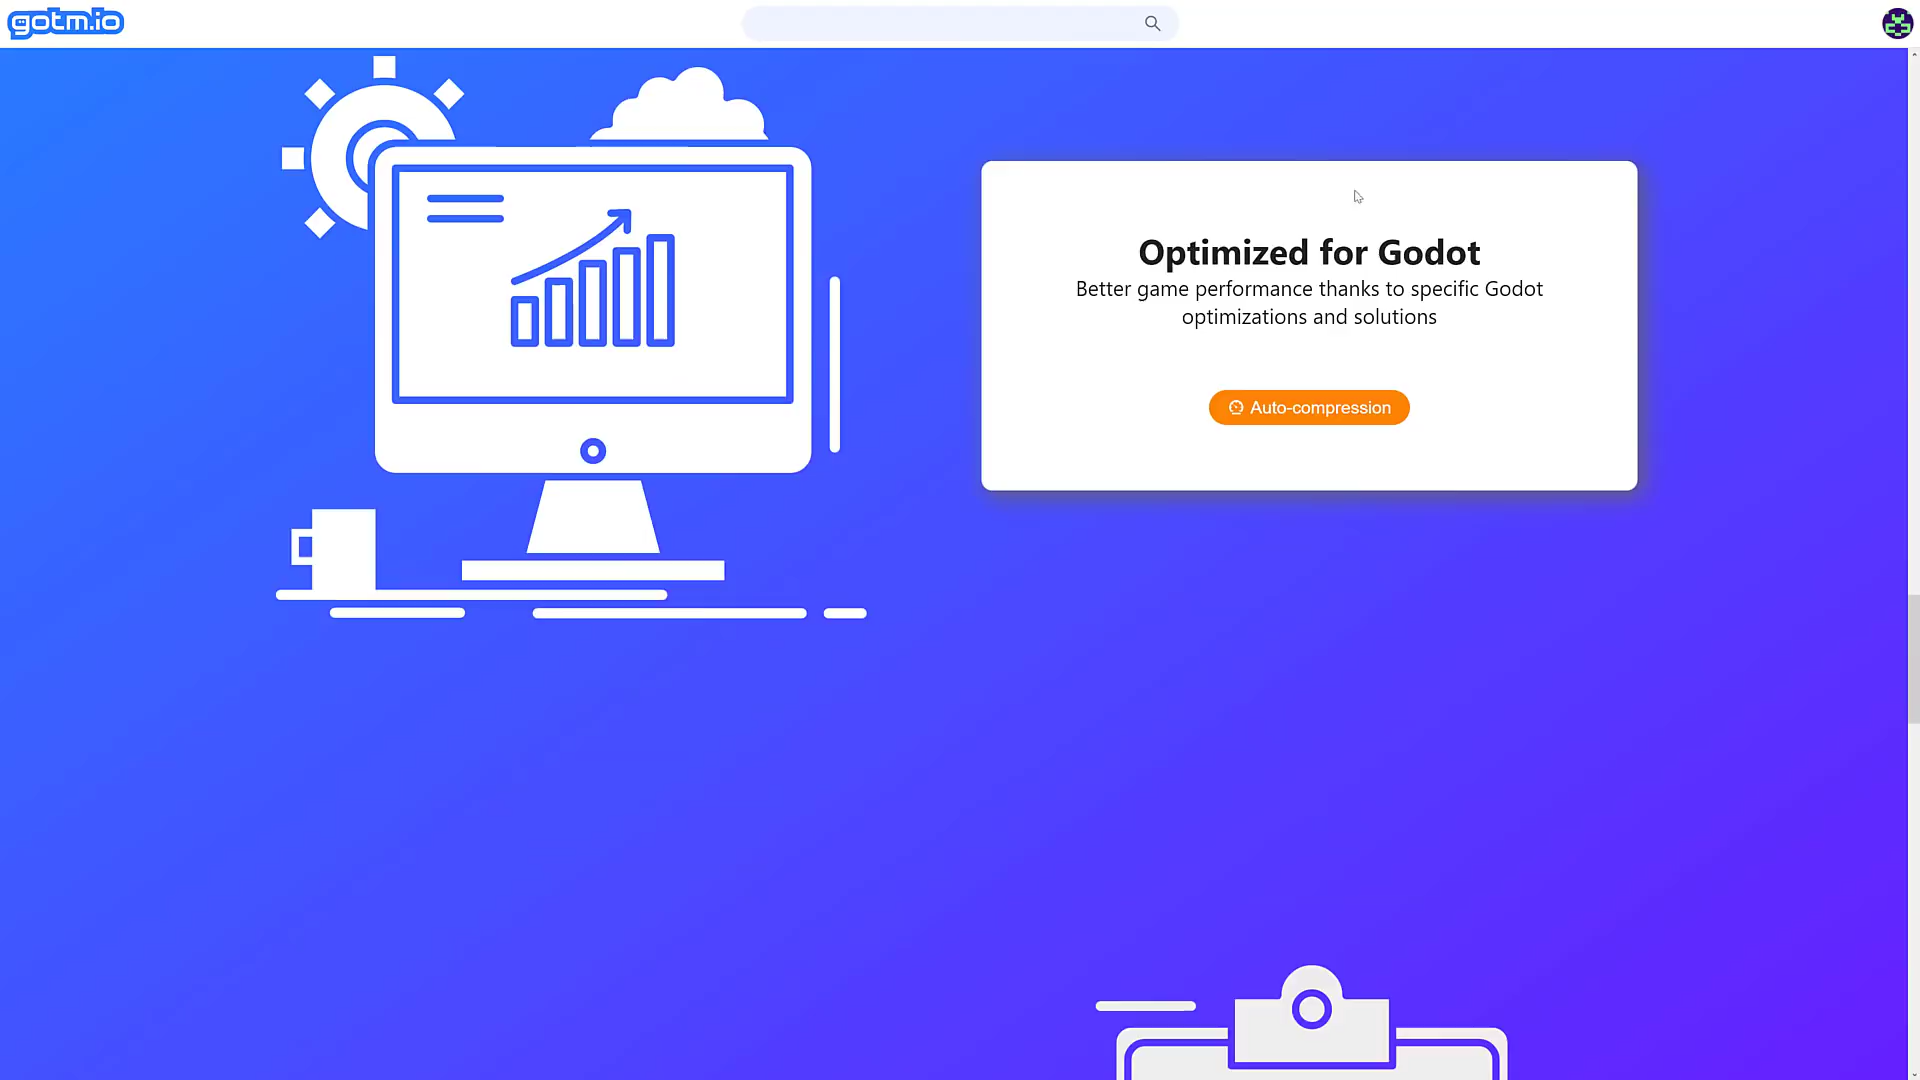 gotm.io
Optimized for Godot
Better game performance thanks to specific Godot
optimizations and solutions
Auto-compression